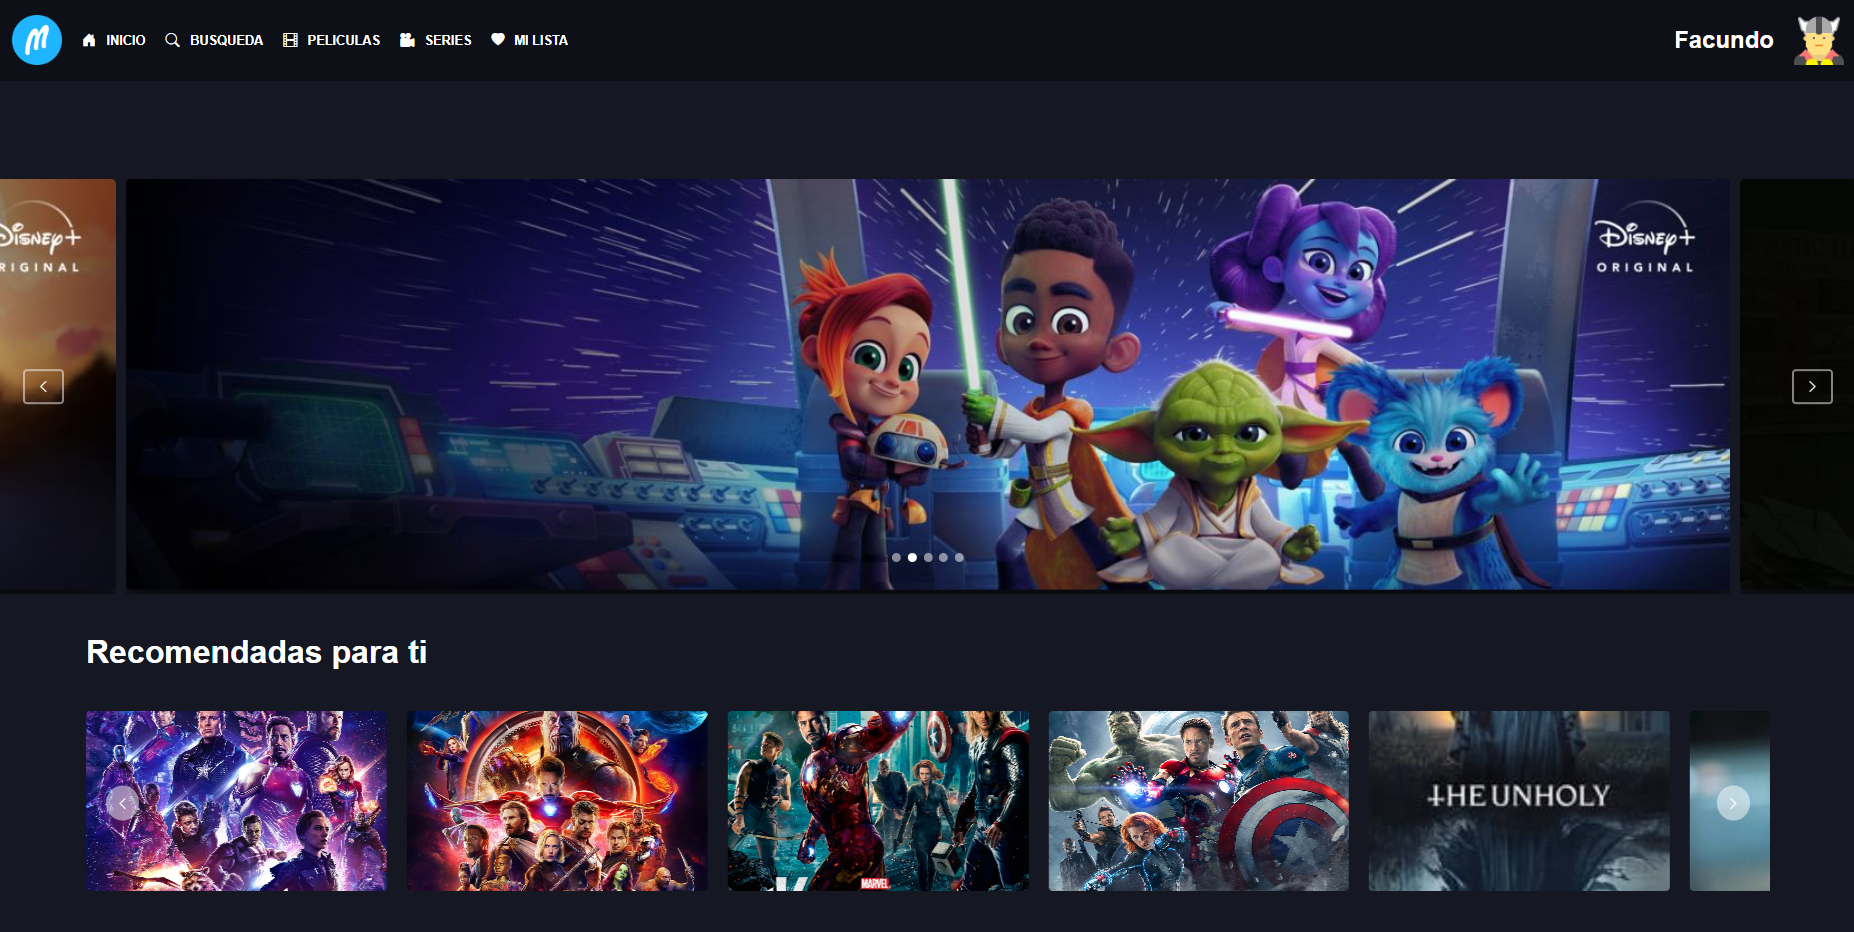 m
INICIO
BUSQUEDA
PELICULAS
SERIES
MI LISTA
Facundo
Disney+
RIGINAL
Disney+
ORIGINAL
Recomendadas para ti
MARVEL
THE UNHOLY